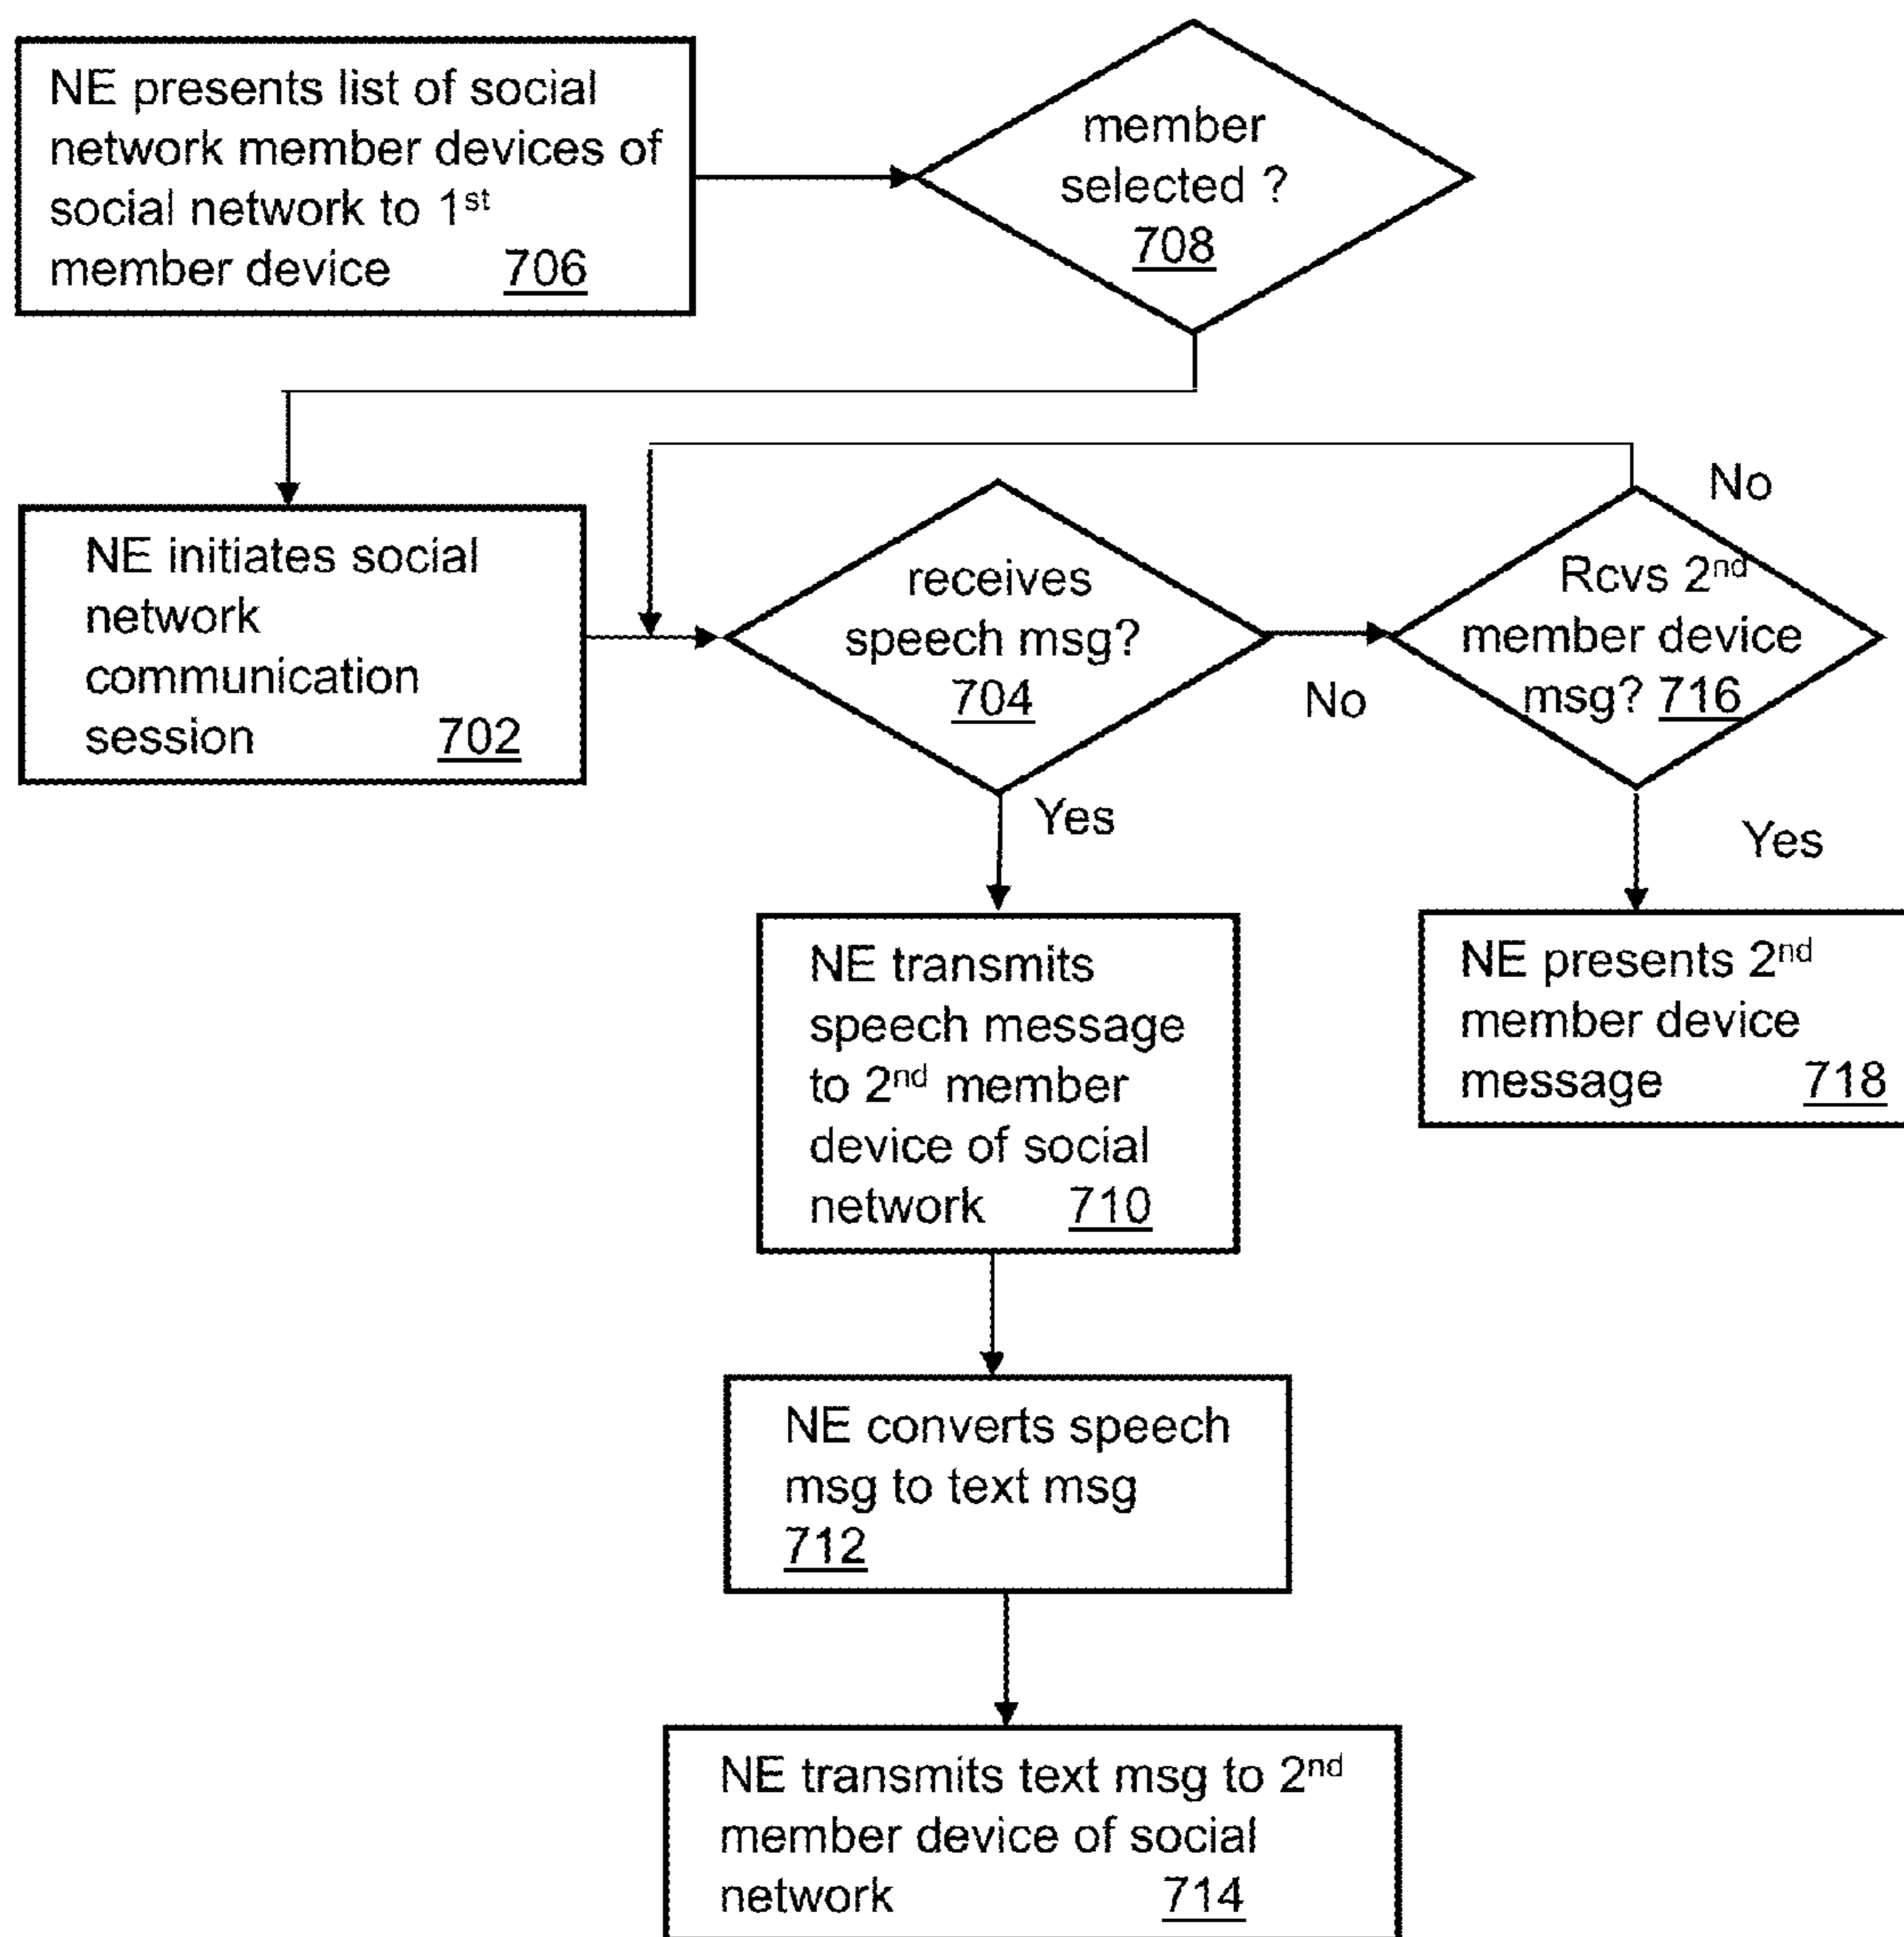 NE presents list of social
network member devices of
social network to 1st
member device 706
member
selected ?
708
NE initiates social
network
communication
session 702
receives
speech msg?
704
No
Rcvs 2nd
member device
msg? 716
No
Yes
Yes
NE transmits
speech message
to 2nd member
device of social
network 710
NE presents 2nd
member device
message 718
NE converts speech
msg to text msg
712
NE transmits text msg to 2nd
member device of social
network 714